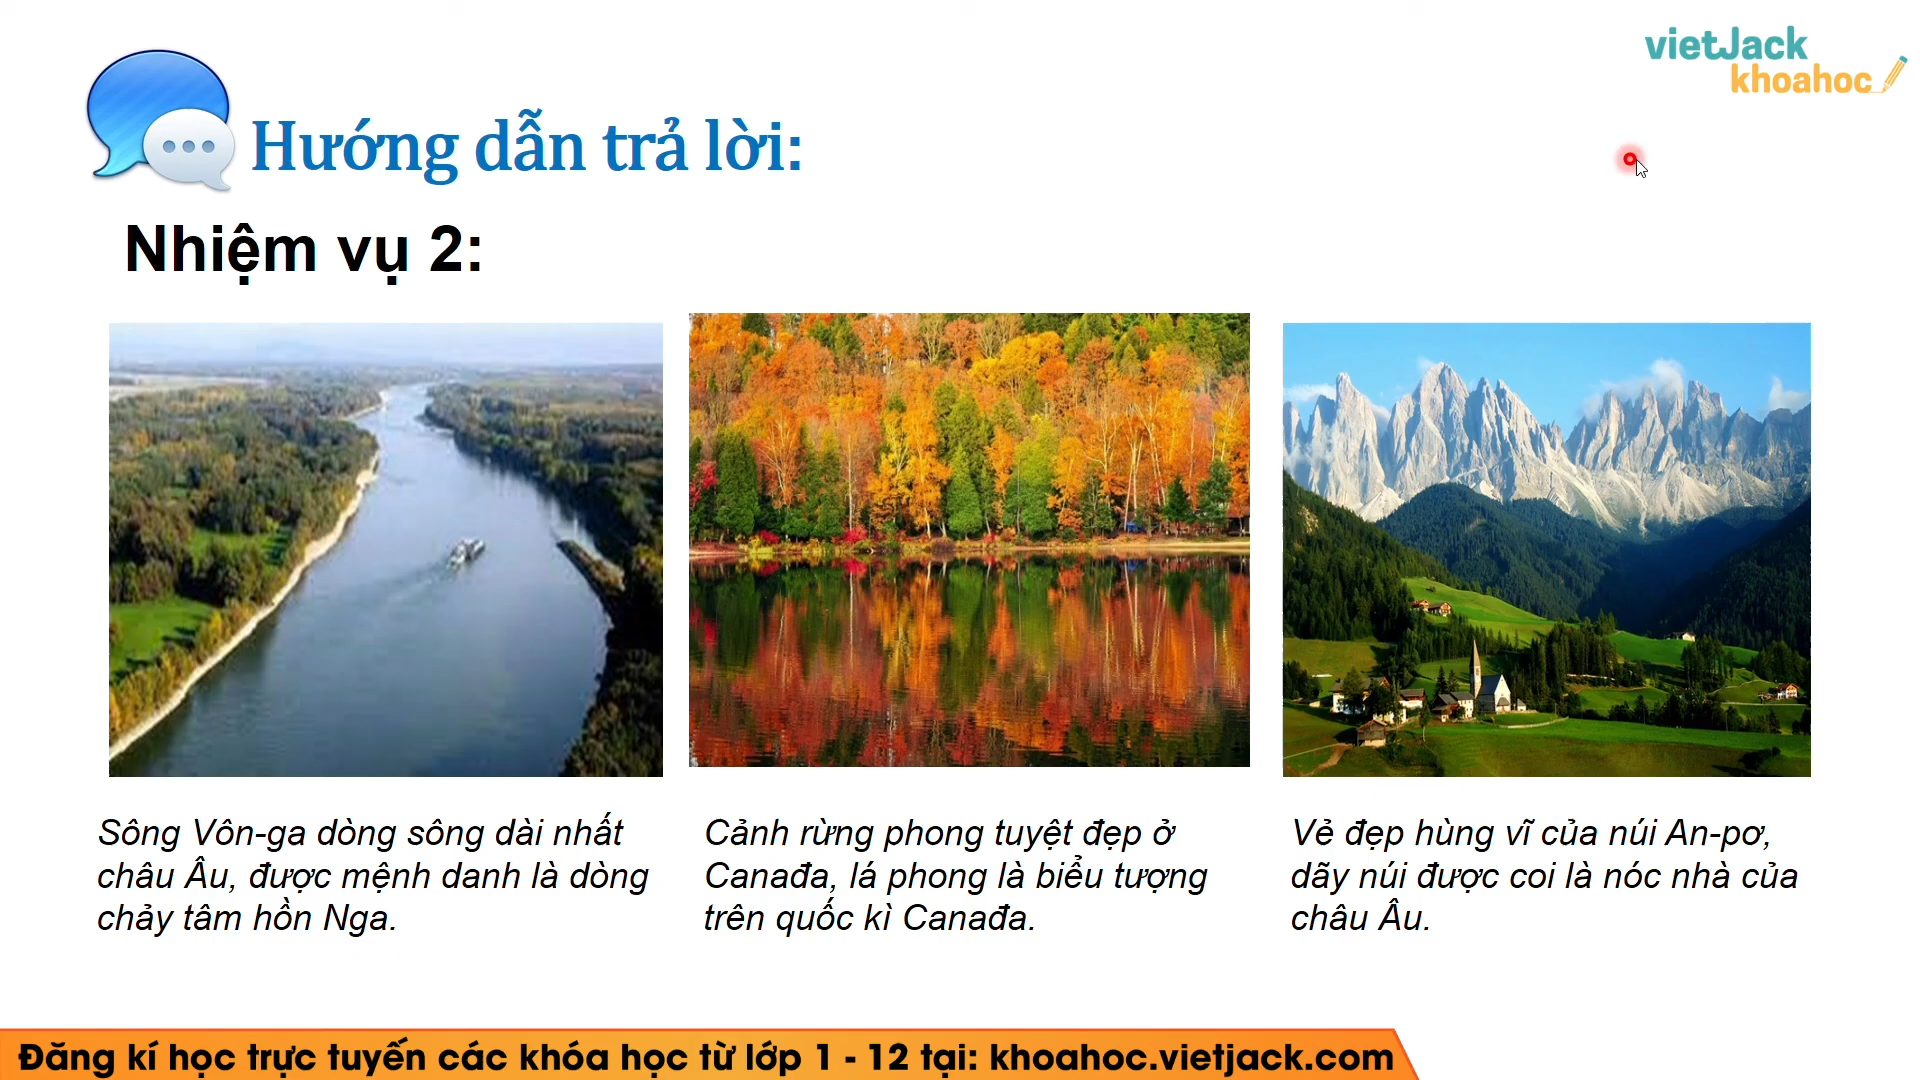 vietJack
khoahoc
Hướng dẫn trả lời:
Nhiệm vụ 2:
Sông Vôn-ga dòng sông dài nhất
châu Âu, được mệnh danh là dòng
chảy tâm hồn Nga.
Cảnh rừng phong tuyệt đẹp ở
Canađa, lá phong là biểu tượng
trên quốc kì Canađa.
Vẻ đẹp hùng vĩ của núi An-pơ,
dãy núi được coi là nóc nhà của
châu Âu.
Đăng kí học trực tuyến các khóa học từ lớp 1 - 12 tại: khoahoc.vietjack.com